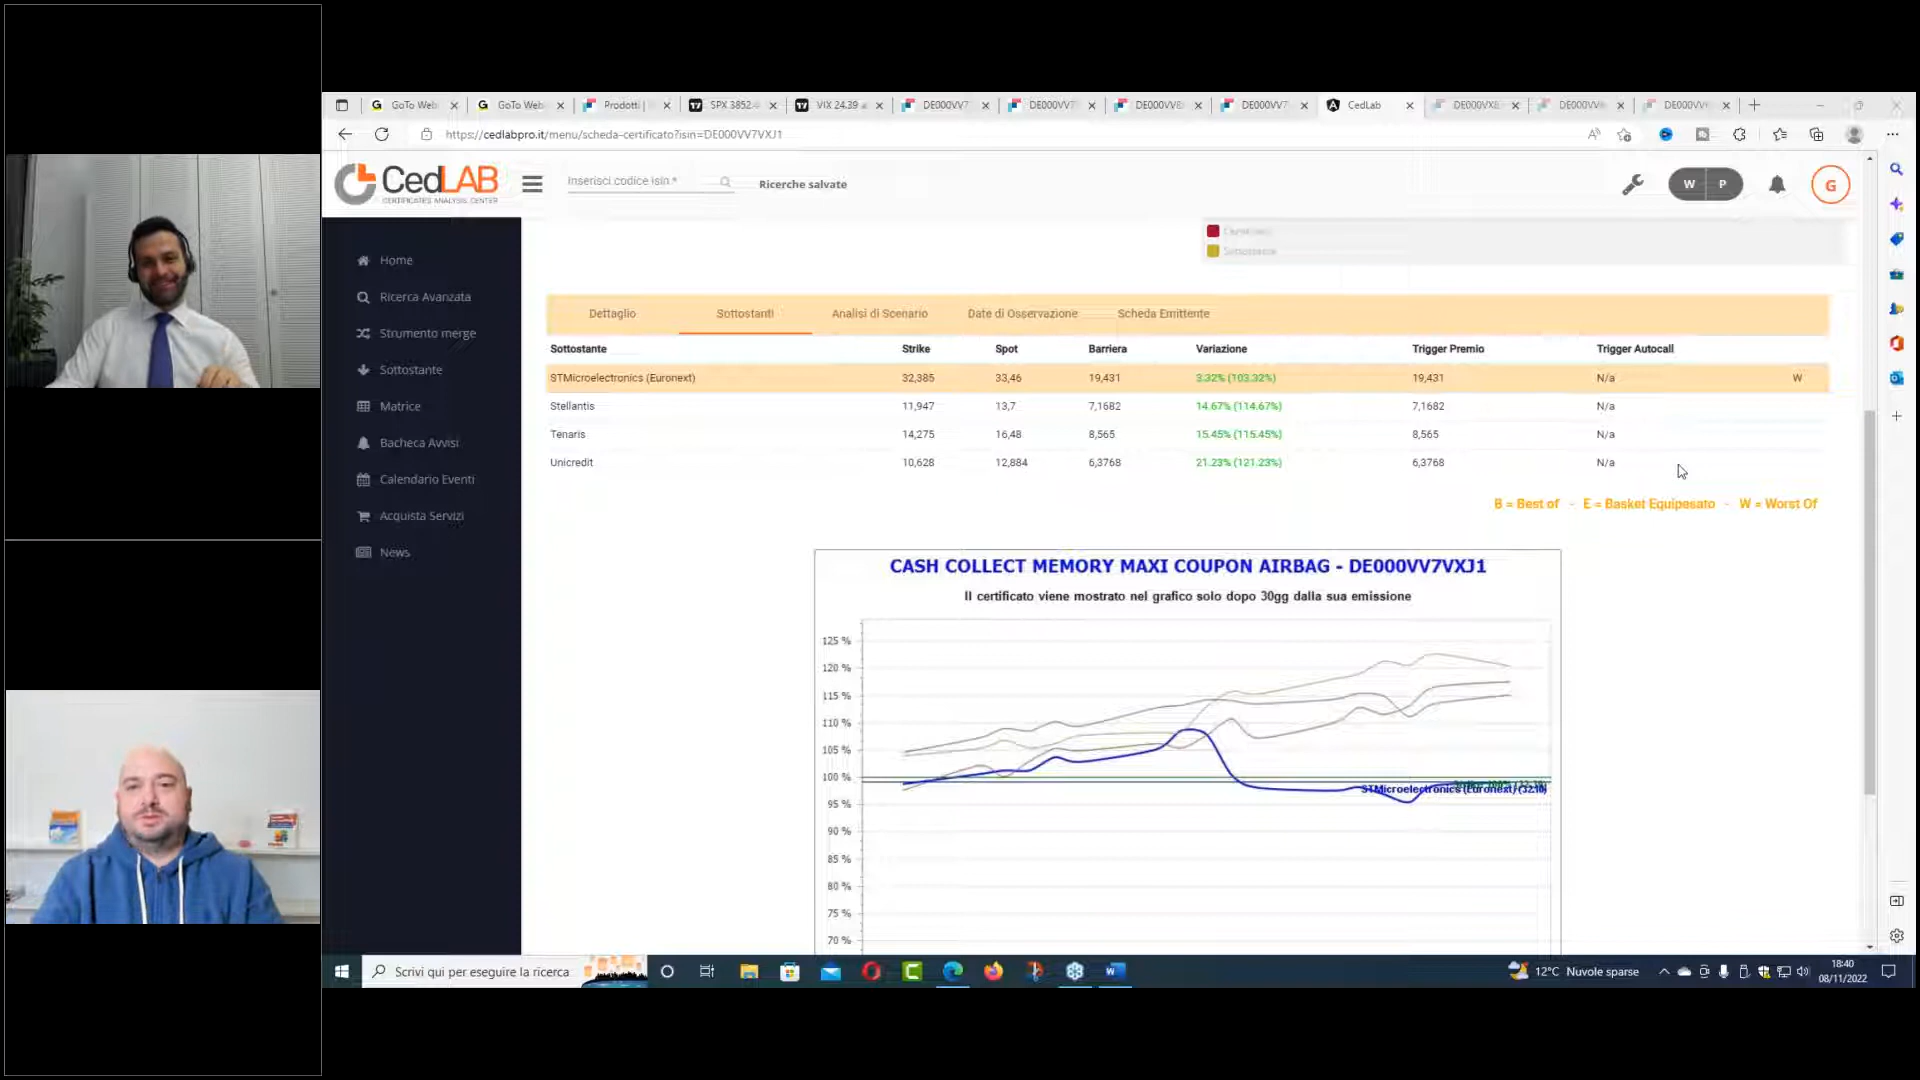 GoTo Web
GoTo Web
Prodotti |
SPX 3852.
VIX 24.39
DE000VV7
DE000VV7
DE000VV8
DE000VV7
CedLab
DE000VX8
DE000VV
DE000VV
https://cedlabpro.it/menu/scheda-certificato?isin=DE000VV7VXJ1
CedLAB
CERTIFICATES ANALYSIS CENTER
Inserisci codice isin *
Ricerche salvate
W P
G
Home
Ricerca Avanzata
Strumento merge
Sottostante
Matrice
Bacheca Avvisi
Calendario Eventi
Acquista Servizi
News
Sottostante
Dettaglio Sottostanti Analisi di Scenario Date di Osservazione Scheda Emittente
Sottostante Strike Spot Barriera Variazione Trigger Premio Trigger Autocall
STMicroelectronics (Euronext) 32,385 33,46 19,431 3.32% (103.32%) 19,431 N/a W
Stellantis 11,947 13,7 7,1682 14.67% (114.67%) 7,1682 N/a
Tenaris 14,275 16,48 8,565 15.45% (115.45%) 8,565 N/a
Unicredit 10,628 12,884 6,3768 21.23% (121.23%) 6,3768 N/a
B = Best of - E = Basket Equipesato - W = Worst Of
CASH COLLECT MEMORY MAXI COUPON AIRBAG - DE000VV7VXJ1
Il certificato viene mostrato nel grafico solo dopo 30gg dalla sua emissione
125 %
120 %
115 %
110 %
105 %
100 %
95 %
90 %
85 %
80 %
75 %
70 %
STMicroelectronics (Euronext)
Scrivi qui per eseguire la ricerca
12°C Nuvole sparse
18:40
08/11/2022